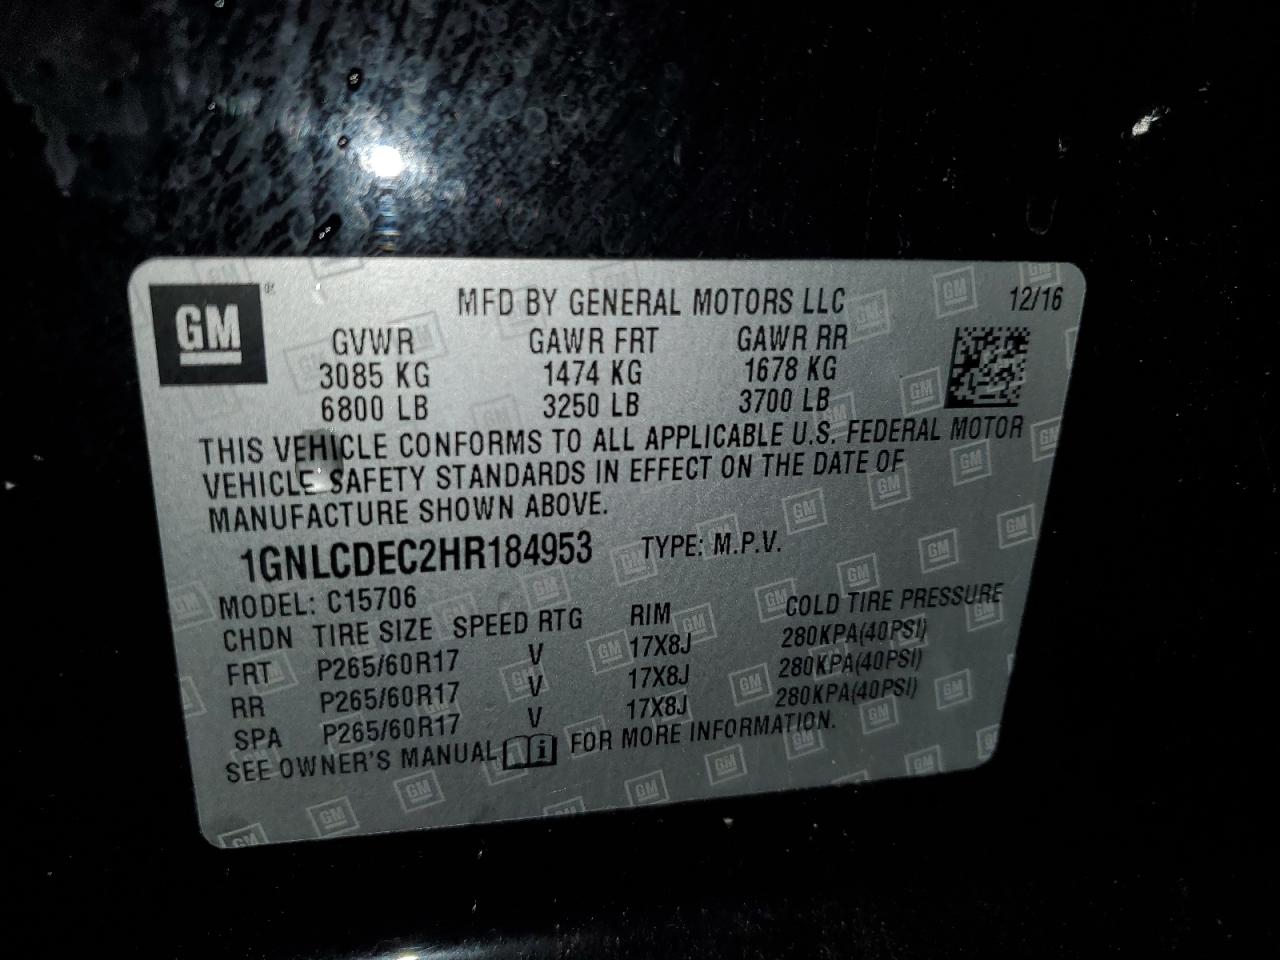 GM ®
MFD BY GENERAL MOTORS LLC 12/16
GVWR GAWR FRT GAWR RR
3085 KG 1474 KG 1678 KG
6800 LB 3250 LB 3700 LB
THIS VEHICLE CONFORMS TO ALL APPLICABLE U.S. FEDERAL MOTOR
VEHICLE SAFETY STANDARDS IN EFFECT ON THE DATE OF
MANUFACTURE SHOWN ABOVE.
1GNLCDEC2HR184953 TYPE: M.P.V.
MODEL: C15706
CHDN TIRE SIZE SPEED RTG RIM COLD TIRE PRESSURE
FRT P265/60R17 V 17X8J 280KPA(40PSI)
RR P265/60R17 V 17X8J 280KPA(40PSI)
SPA P265/60R17 V 17X8J 280KPA(40PSI)
SEE OWNER'S MANUAL i FOR MORE INFORMATION.